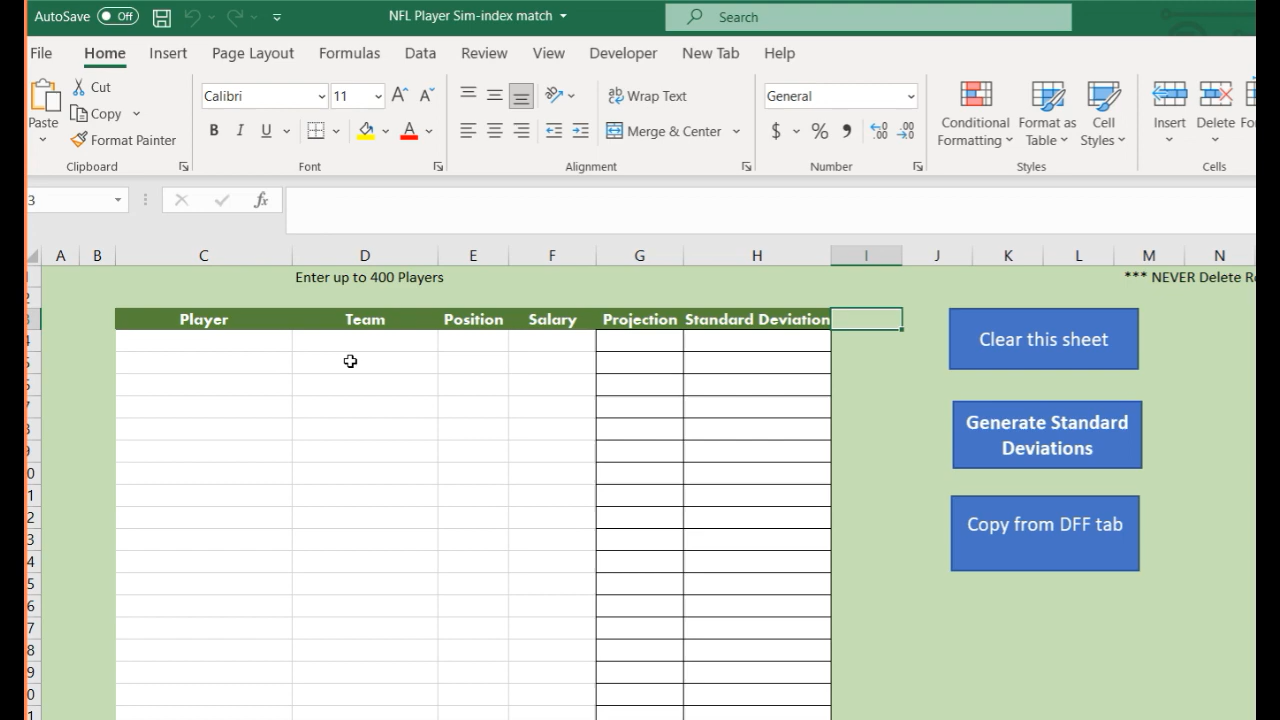 AutoSave Off NFL Player Sim-index match Search
File Home Insert Page Layout Formulas Data Review View Developer New Tab Help
Cut
Copy
Format Painter
Paste
Calibri 11
B I U
Wrap Text
Merge & Center
General
$ %
Conditional Formatting
Format as Table
Cell Styles
Insert Delete
Clipboard Font Alignment Number Styles Cells
3 fx
A B C D E F G H I J K L M N
Enter up to 400 Players *** NEVER Delete
Player Team Position Salary Projection Standard Deviation
Clear this sheet
Generate Standard
Deviations
Copy from DFF tab